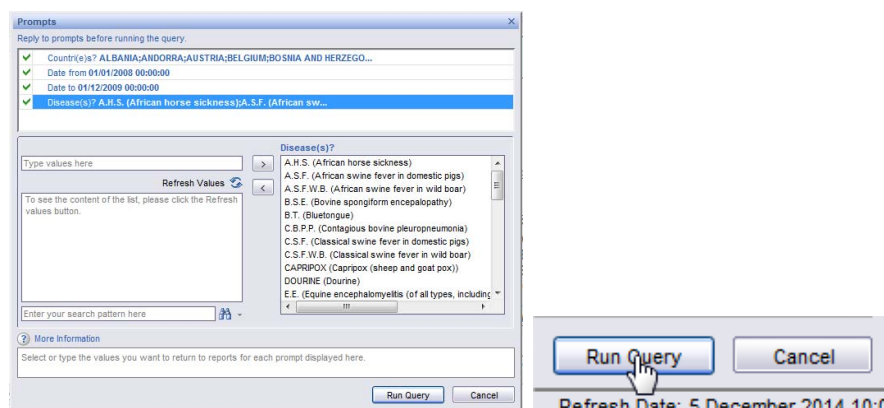 Prompts
Reply to prompts before running the query.
Countri(e)s? ALBANIA;ANDORRA;AUSTRIA;BELGIUM;BOSNIA AND HERZEGO...
Date from 01/01/2008 00:00:00
Date to 01/12/2009 00:00:00
Disease(s)? A.H.S. (African horse sickness);A.S.F. (African sw...
Disease(s)?
Type values here
>
Refresh Values
<
To see the content of the list, please click the Refresh
values button.
A.H.S. (African horse sickness)
A.S.F. (African swine fever in domestic pigs)
A.S.F.W.B. (African swine fever in wild boar)
B.S.E. (Bovine spongiform encepalopathy)
B.T. (Bluetongue)
C.B.P.P. (Contagious bovine pleuropneumonia)
C.S.F. (Classical swine fever in domestic pigs)
C.S.F.W.B. (Classical swine fever in wild boar)
CAPRIPOX (Capripox (sheep and goat pox))
DOURINE (Dourine)
E.E. (Equine encephalomyelitis (of all types, including
Enter your search pattern here
? More Information
Select or type the values you want to return to reports for each prompt displayed here.
Run Query Cancel
Run Query Cancel
Refresh Date: 5 December 2014 10:0